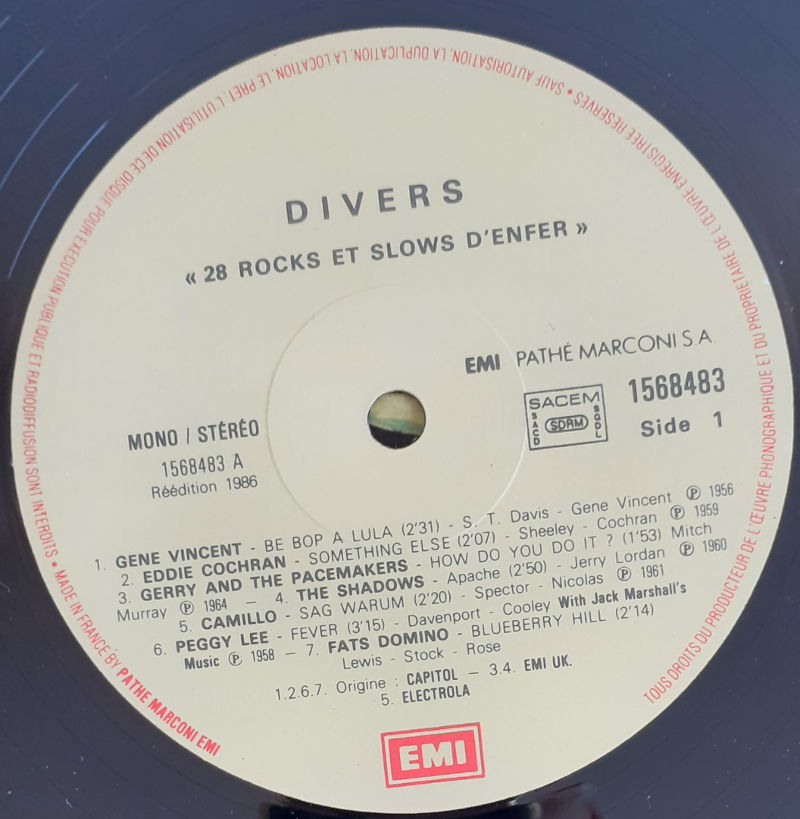 TOUS DROITS DU PRODUCTEUR DE L'ŒUVRE PHONOGRAPHIQUE ET DU PROPRIÉTAIRE DE L'ŒUVRE ENREGISTRÉE RÉSERVÉS • SAUF AUTORISATION, LA DUPLICATION, LA LOCATION, LE PRÊT, L'UTILISATION DE CE DISQUE POUR EXÉCUTION PUBLIQUE ET RADIODIFFUSION SONT INTERDITS • MADE IN FRANCE BY PATHE MARCONI EMI
DIVERS
« 28 ROCKS ET SLOWS D'ENFER »
EMI PATHÉ MARCONI S.A.
SACEM
SACD
SDRM
SGDL
1568483
Side 1
MONO / STÉRÉO
1568483 A
Réédition 1986
1. GENE VINCENT - BE BOP A LULA (2'31) - S. T. Davis - Gene Vincent ℗ 1956
2. EDDIE COCHRAN - SOMETHING ELSE (2'07) - Sheeley - Cochran ℗ 1959
3. GERRY AND THE PACEMAKERS - HOW DO YOU DO IT ? (1'53) Mitch
Murray ℗ 1964 — 4. THE SHADOWS - Apache (2'50) - Jerry Lordan ℗ 1960
5. CAMILLO - SAG WARUM (2'20) - Spector - Nicolas ℗ 1961
6. PEGGY LEE - FEVER (3'15) - Davenport - Cooley With Jack Marshall's
Music ℗ 1958 — 7. FATS DOMINO - BLUEBERRY HILL (2'14)
Lewis - Stock - Rose
1.2.6.7. Origine : CAPITOL — 3.4. EMI UK.
5. ELECTROLA
EMI